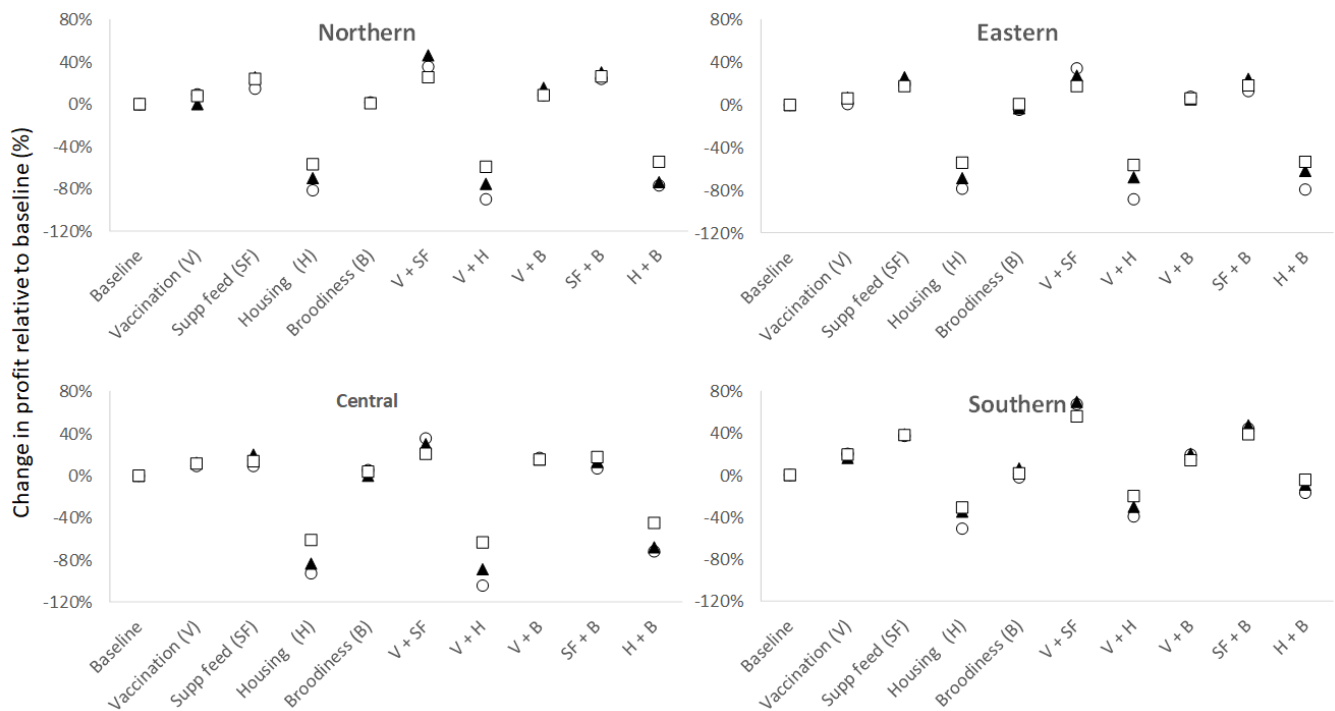 Change in profit relative to baseline (%)
Northern
80%
40%
0%
-40%
-80%
-120%
Baseline
Vaccination (V)
Supp feed (SF)
Housing (H)
Broodiness (B)
V + SF
V + H
V + B
SF + B
H + B
Eastern
80%
40%
0%
-40%
-80%
-120%
Baseline
Vaccination (V)
Supp feed (SF)
Housing (H)
Broodiness (B)
V + SF
V + H
V + B
SF + B
H + B
Central
80%
40%
0%
-40%
-80%
-120%
Baseline
Vaccination (V)
Supp feed (SF)
Housing (H)
Broodiness (B)
V + SF
V + H
V + B
SF + B
H + B
Southern
80%
40%
0%
-40%
-80%
-120%
Baseline
Vaccination (V)
Supp feed (SF)
Housing (H)
Broodiness (B)
V + SF
V + H
V + B
SF + B
H + B